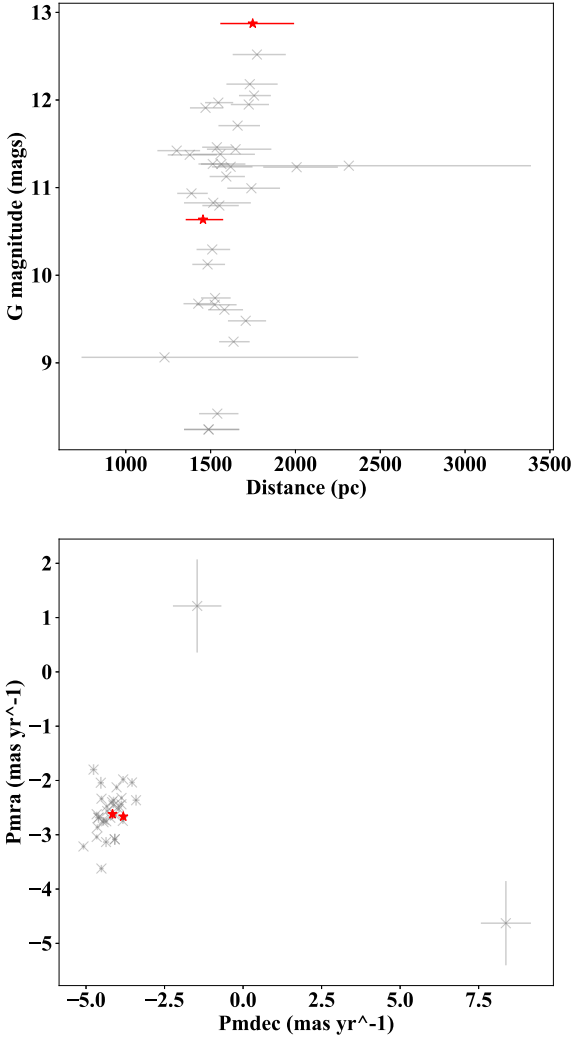 13
12
11
10
9
G magnitude (mags)
1000 1500 2000 2500 3000 3500
Distance (pc)
2
1
0
−1
−2
−3
−4
−5
Pmra (mas yr^-1)
−5.0 −2.5 0.0 2.5 5.0 7.5
Pmdec (mas yr^-1)